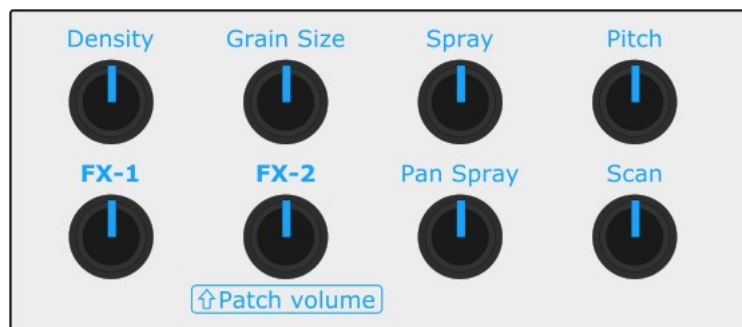 Density Grain Size Spray Pitch
FX-1 FX-2 Pan Spray Scan
⇧Patch volume